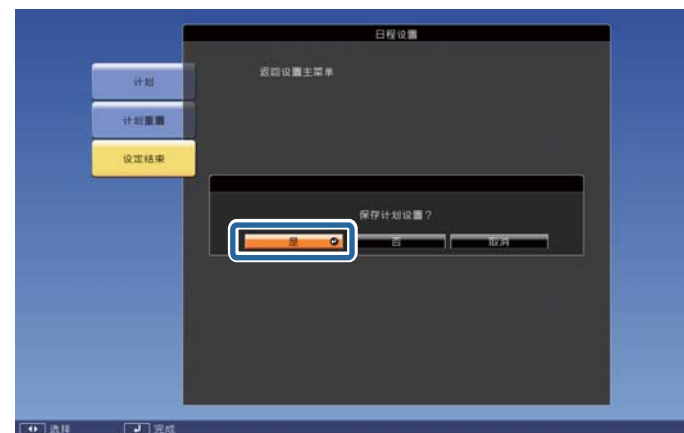 日程设置
计划
返回设置主菜单
计划重置
设定结束
保存计划设置？
是 否 取消
选择 完成